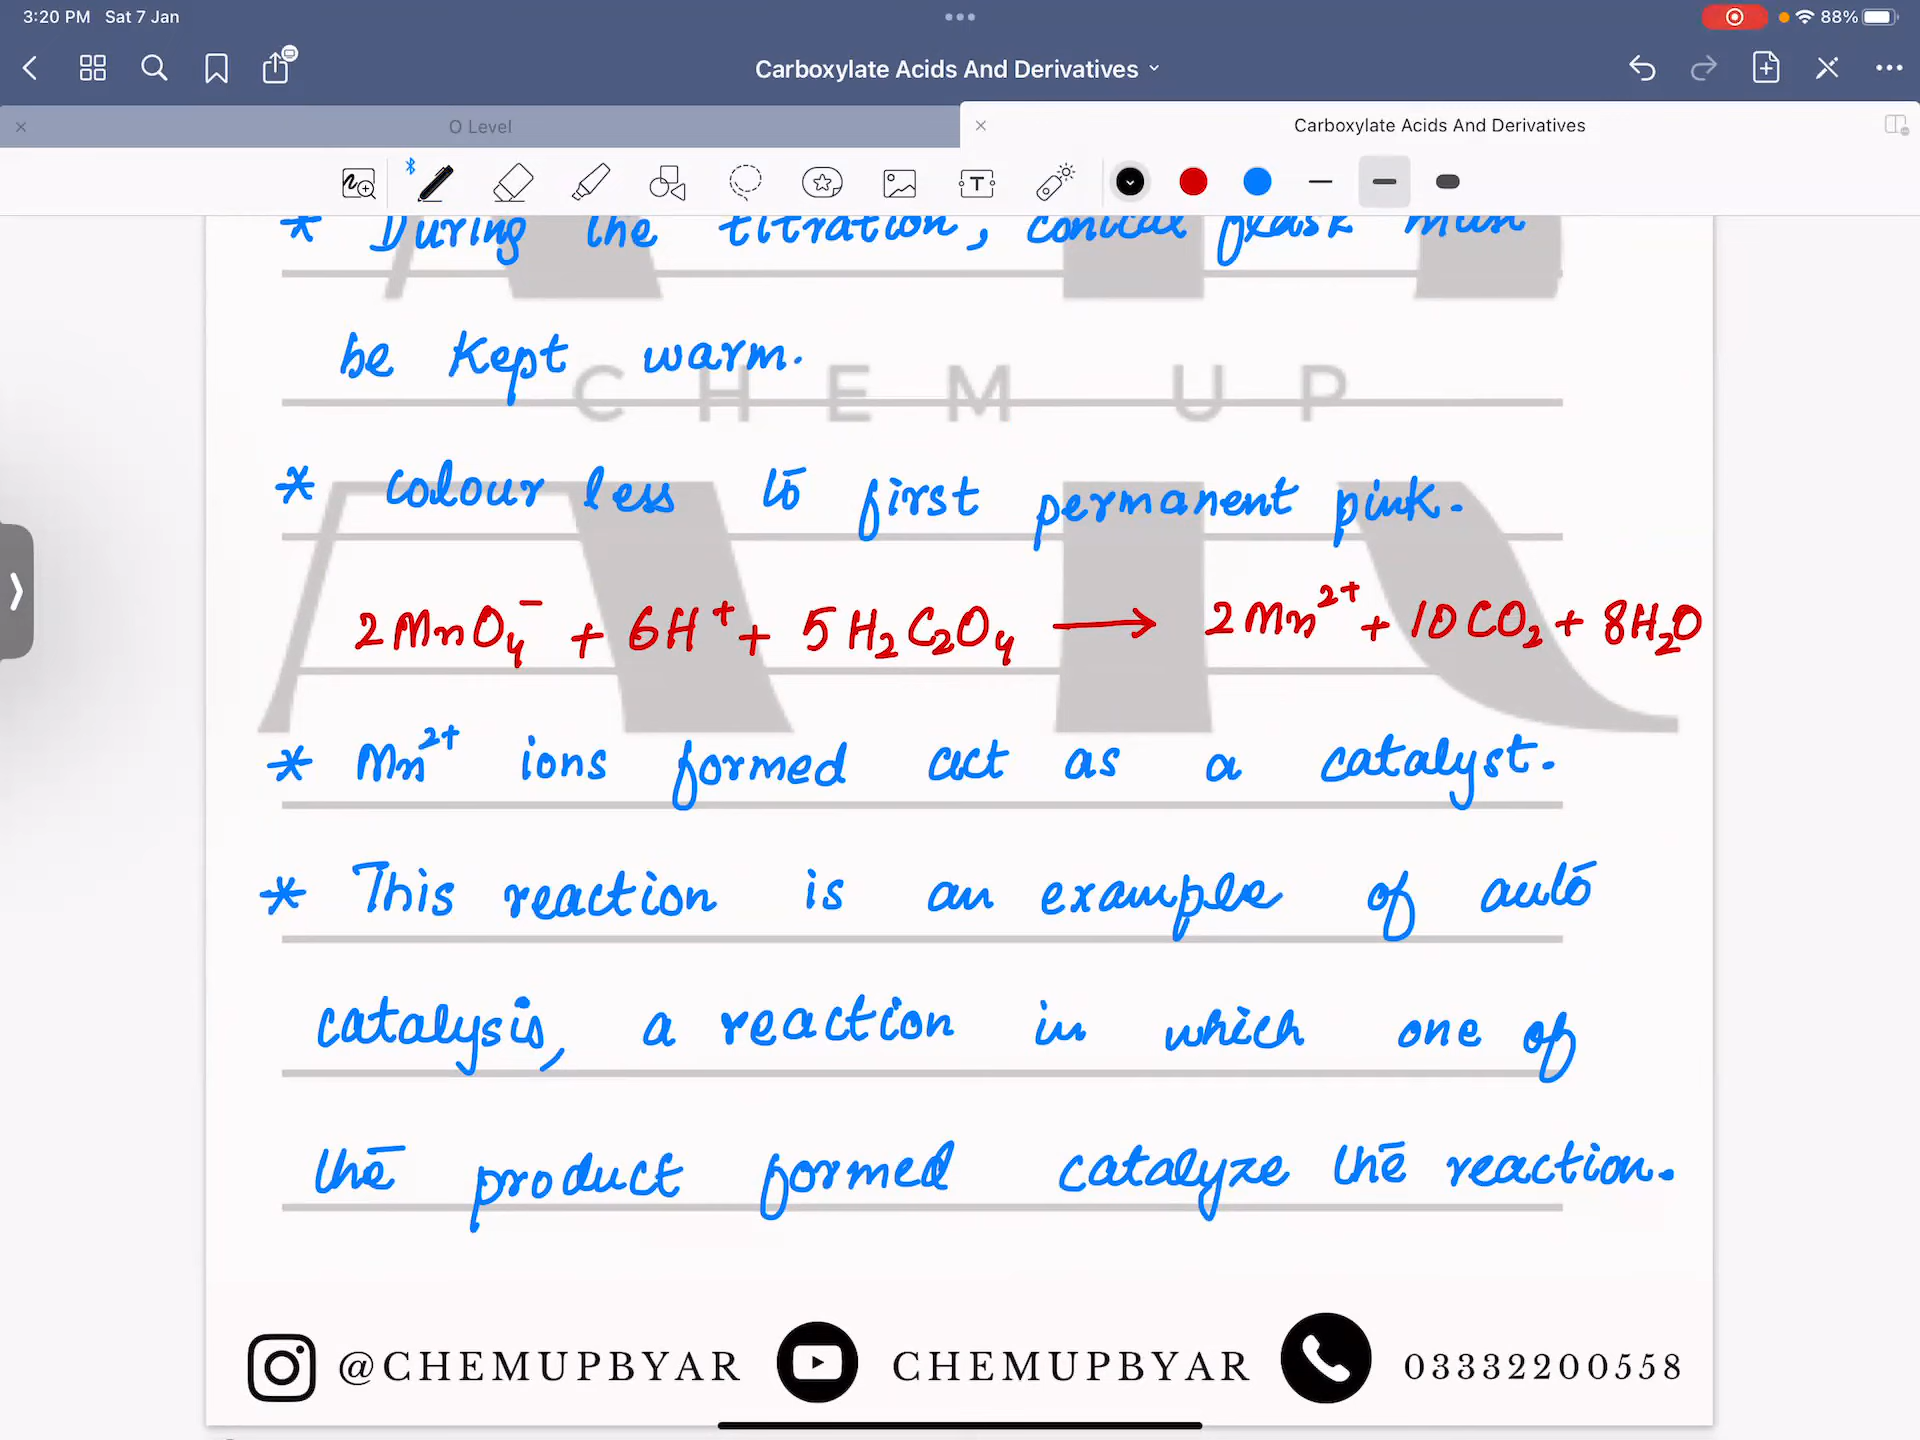 3:20 PM Sat 7 Jan
88%
Carboxylate Acids And Derivatives
O Level
Carboxylate Acids And Derivatives
T
* During the titration, conical flask must
be kept warm.
CHEM UP
* colour less to first permanent pink.
AR
2MnO₄⁻ + 6H⁺ + 5H₂C₂O₄ → 2Mn²⁺ + 10CO₂ + 8H₂O
* Mn²⁺ ions formed act as a catalyst.
* This reaction is an example of auto
catalysis, a reaction in which one of
the product formed catalyze the reaction.
@CHEMUPBYAR CHEMUPBYAR 03332200558